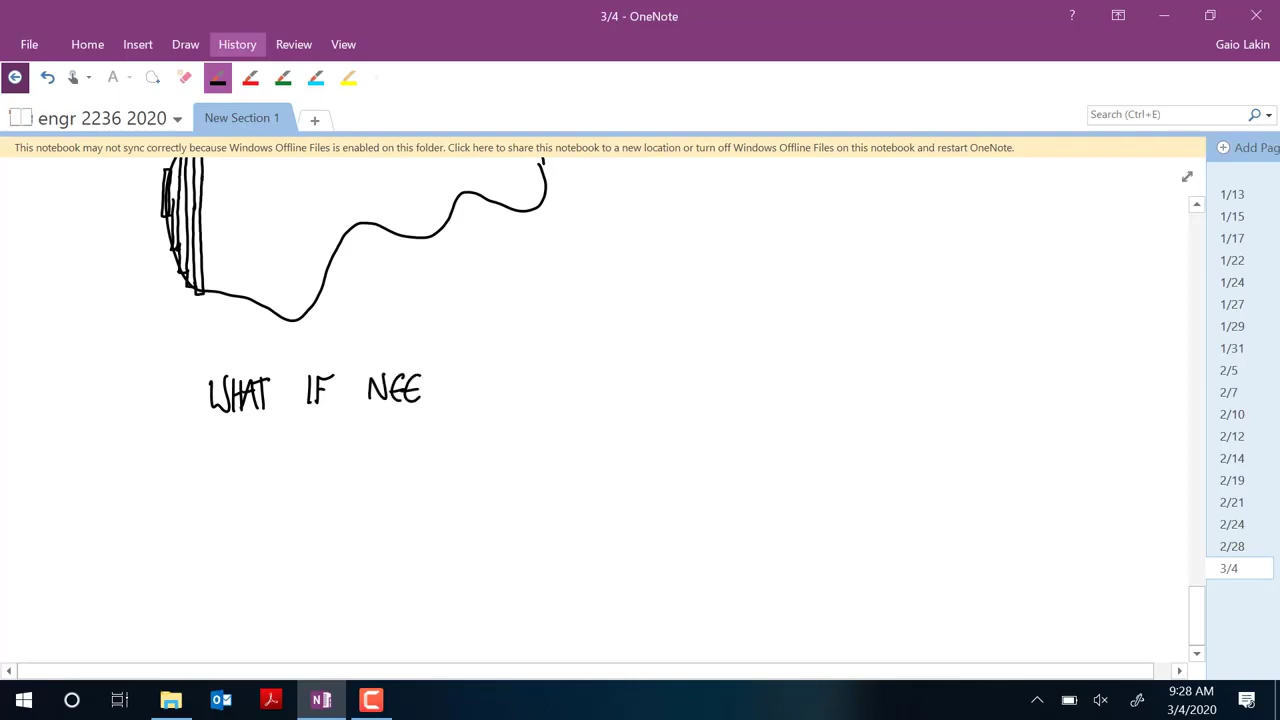 3/4 - OneNote
?
File Home Insert Draw History Review View
Gaio Lakin
A
engr 2236 2020
New Section 1
+
Search (Ctrl+E)
This notebook may not sync correctly because Windows Offline Files is enabled on this folder. Click here to share this notebook to a new location or turn off Windows Offline Files on this notebook and restart OneNote.
Add Pag
1/13
1/15
1/17
1/22
1/24
1/27
1/29
1/31
2/5
2/7
2/10
2/12
2/14
2/19
2/21
2/24
2/28
3/4
WHAT IF NEE
9:28 AM
3/4/2020